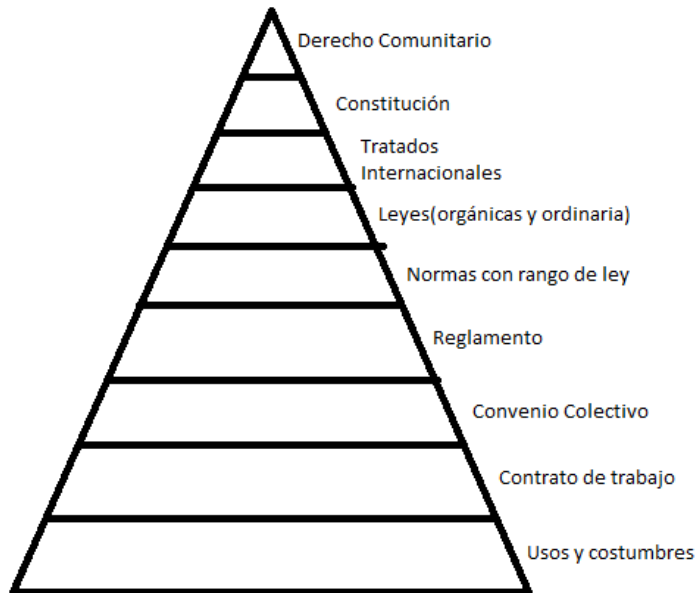 Derecho Comunitario
Constitución
Tratados
Internacionales
Leyes(orgánicas y ordinaria)
Normas con rango de ley
Reglamento
Convenio Colectivo
Contrato de trabajo
Usos y costumbres